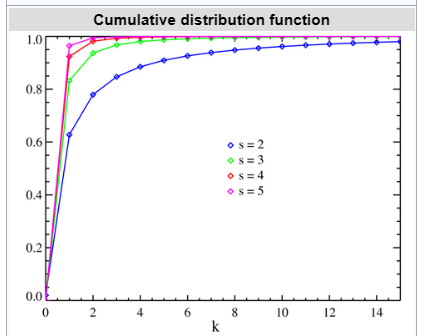 Cumulative distribution function
1.0
0.8
0.6
0.4
0.2
0.0
s = 2
s = 3
s = 4
s = 5
0 2 4 6 8 10 12 14
k